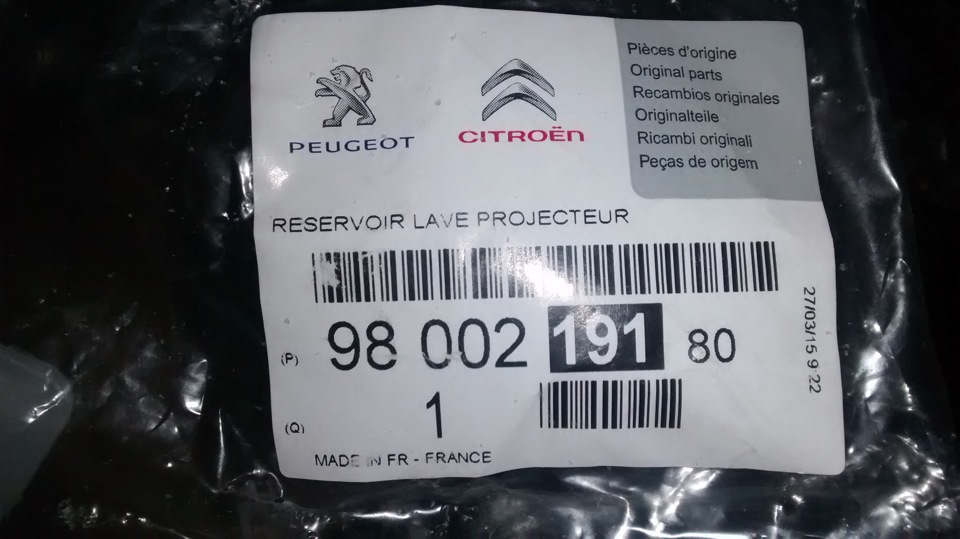 PEUGEOT
CITROËN
Pièces d'origine
Original parts
Recambios originales
Originalteile
Ricambi originali
Peças de origem
RESERVOIR LAVE PROJECTEUR
(P) 98 002 191 80
(Q) 1
MADE IN FR - FRANCE
27/03/15 9:22